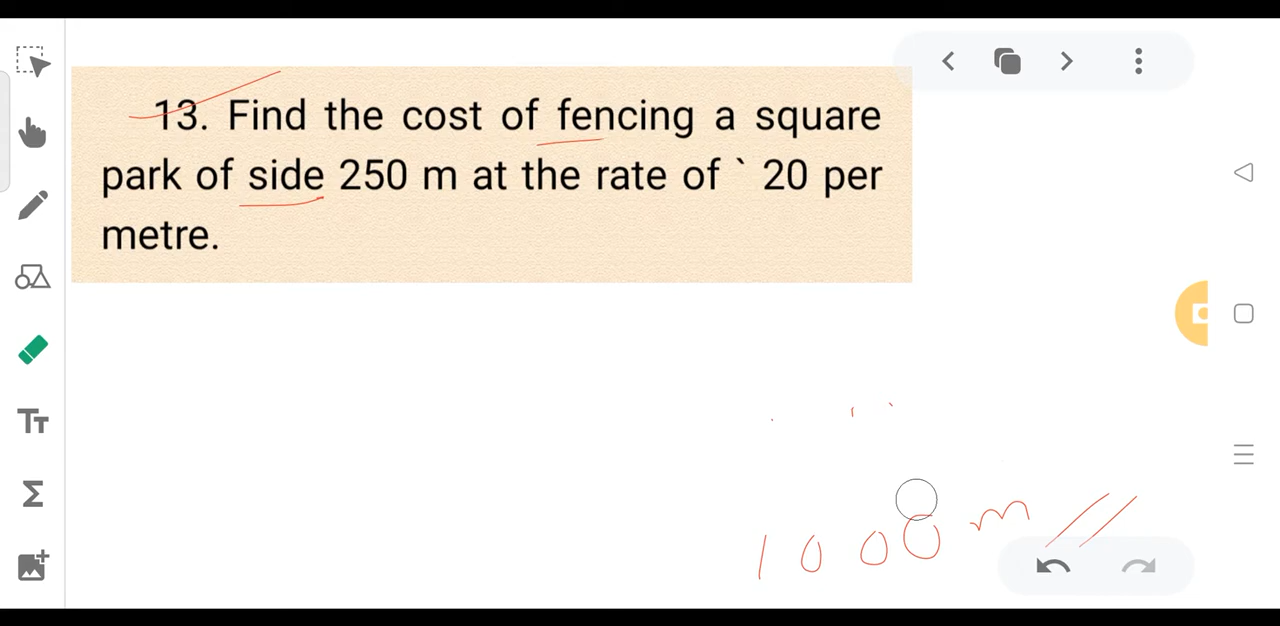 13. Find the cost of fencing a square
park of side 250 m at the rate of ` 20 per
metre.
1000 m
Tт
Σ